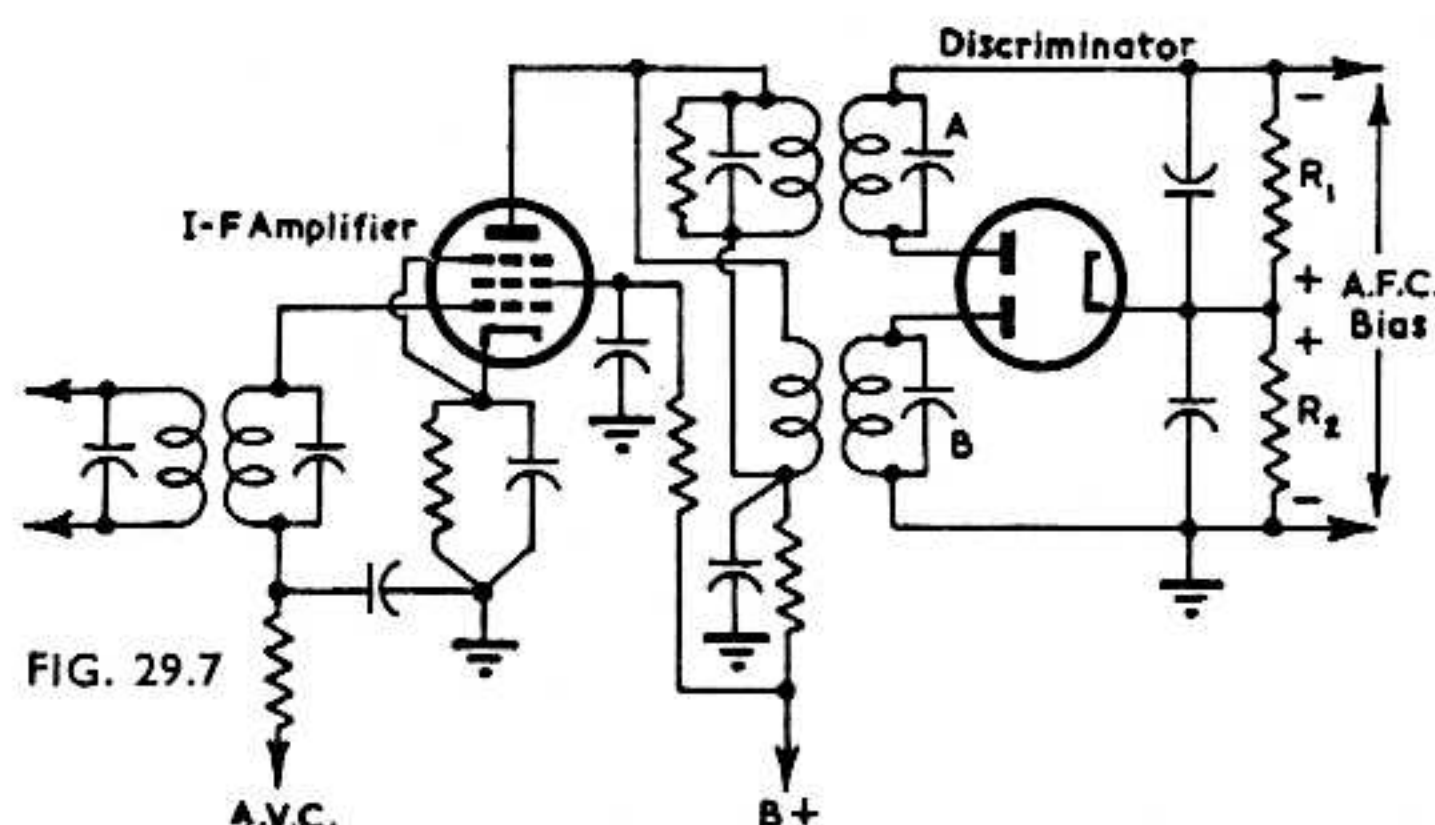 Discriminator
I-F Amplifier
A
-
R1
+
A.F.C.
Bias
+
R2
B
-
FIG. 29.7
A.V.C.
B+